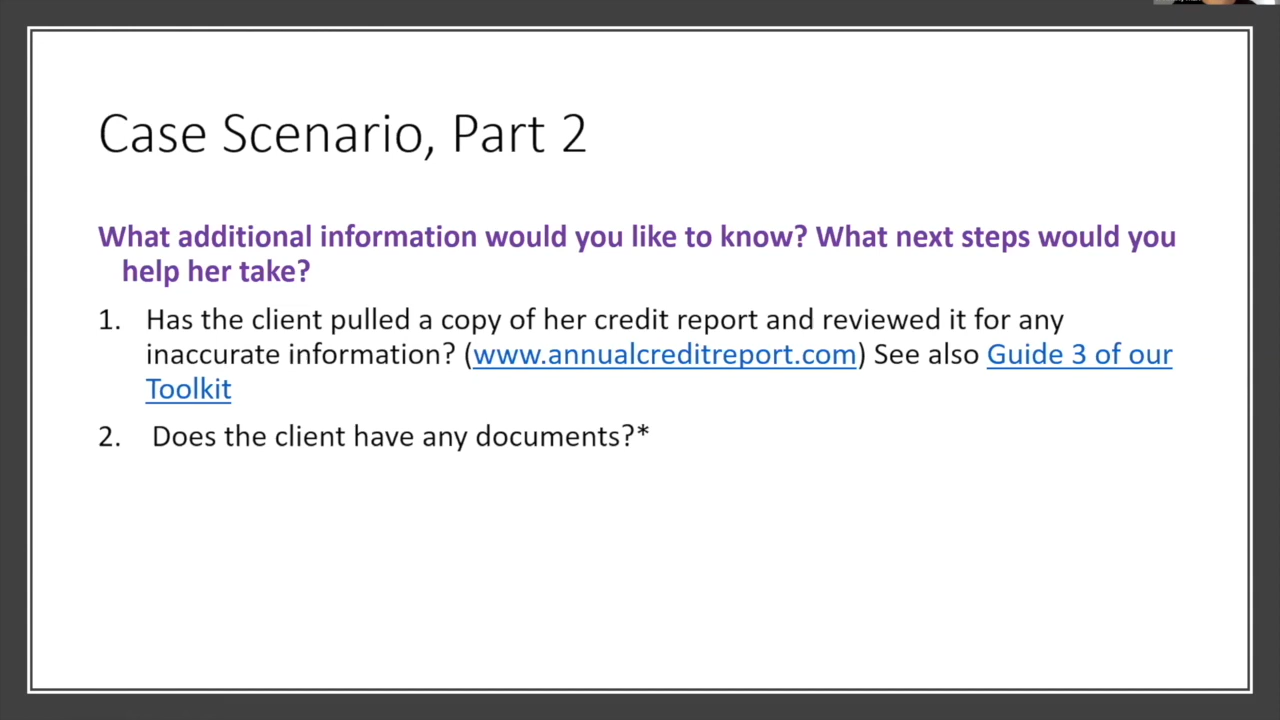 Case Scenario, Part 2
What additional information would you like to know? What next steps would you
help her take?
1. Has the client pulled a copy of her credit report and reviewed it for any
inaccurate information? (www.annualcreditreport.com) See also Guide 3 of our
Toolkit
2. Does the client have any documents?*